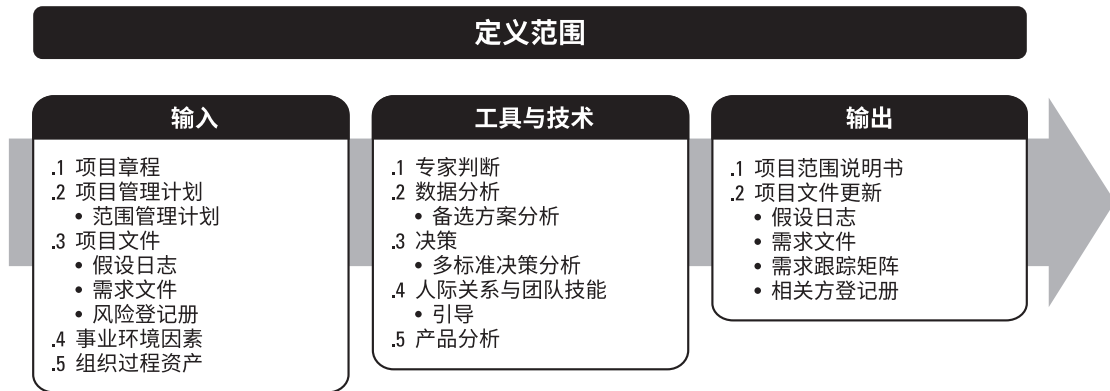 定义范围
输入
.1 项目章程
.2 项目管理计划
• 范围管理计划
.3 项目文件
• 假设日志
• 需求文件
• 风险登记册
.4 事业环境因素
.5 组织过程资产
工具与技术
.1 专家判断
.2 数据分析
• 备选方案分析
.3 决策
• 多标准决策分析
.4 人际关系与团队技能
• 引导
.5 产品分析
输出
.1 项目范围说明书
.2 项目文件更新
• 假设日志
• 需求文件
• 需求跟踪矩阵
• 相关方登记册